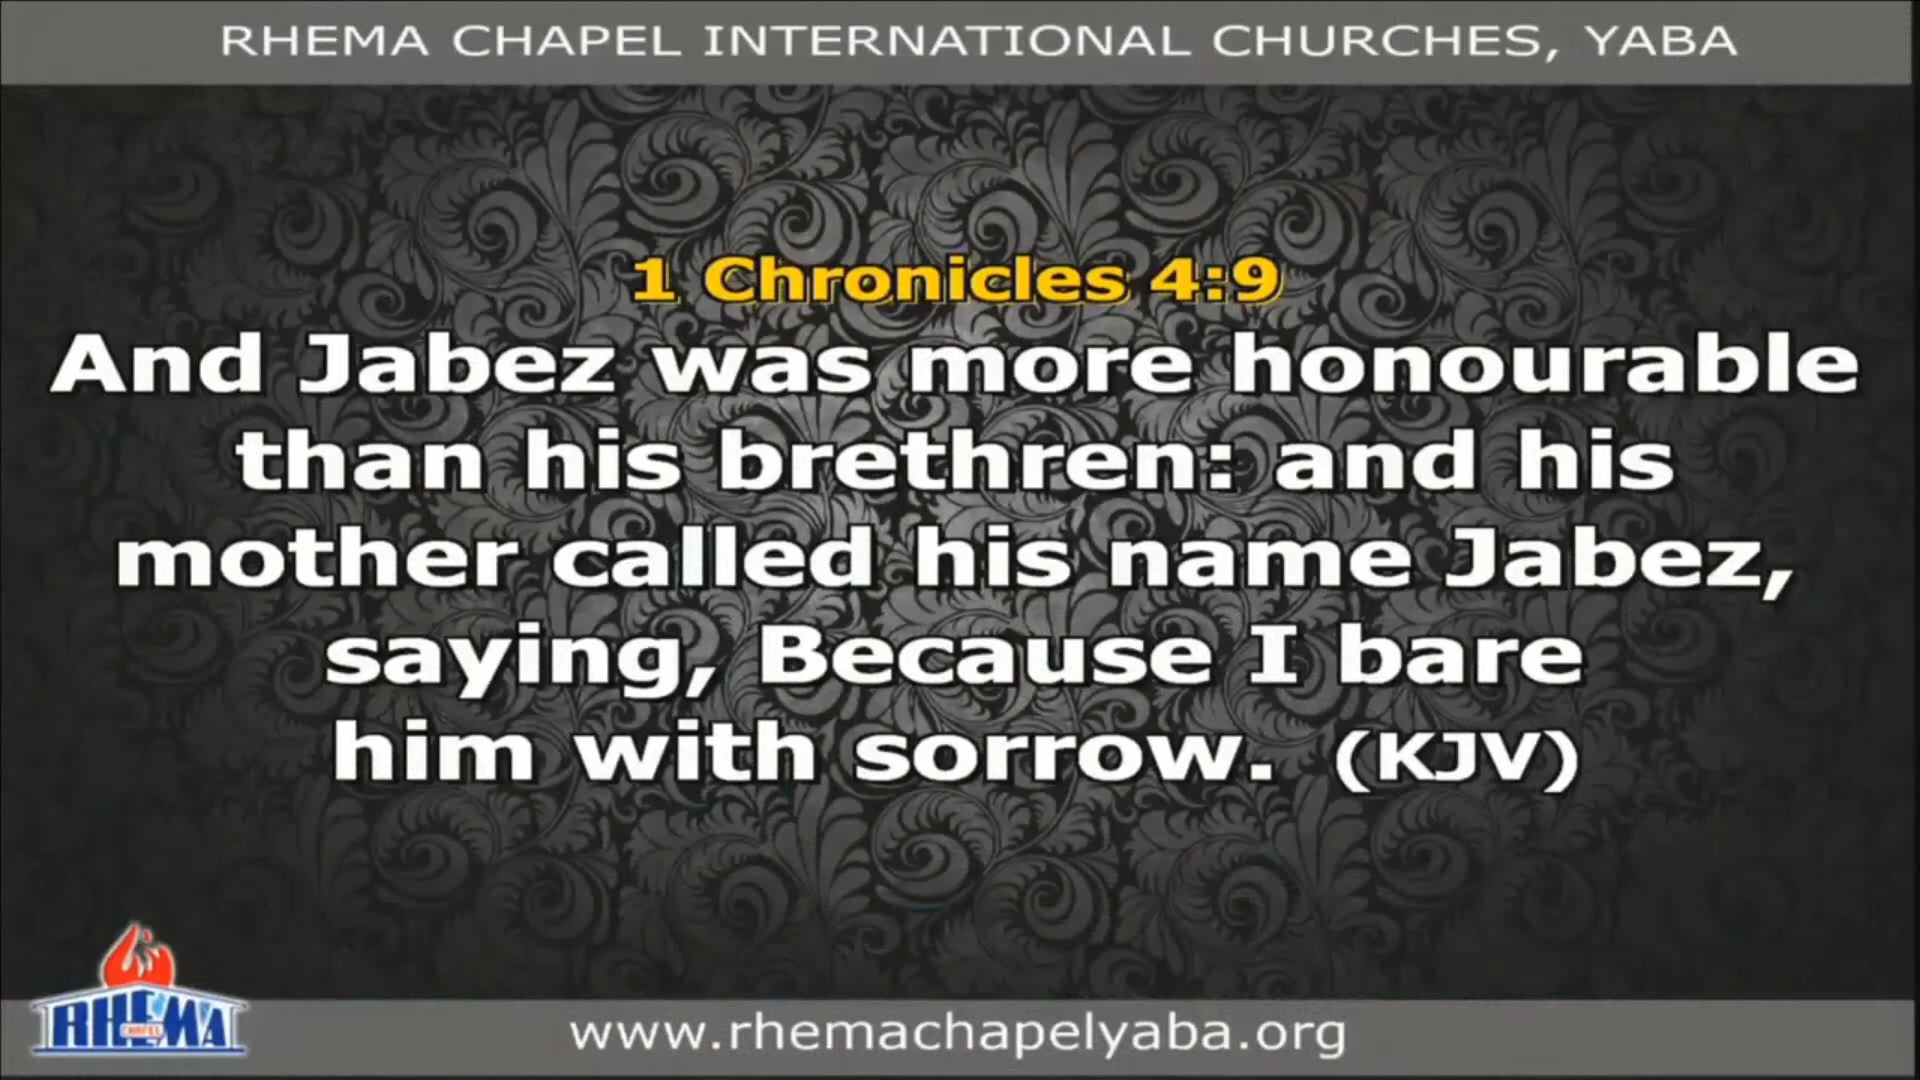 RHEMA CHAPEL INTERNATIONAL CHURCHES, YABA
1 Chronicles 4:9
And Jabez was more honourable
than his brethren: and his
mother called his name Jabez,
saying, Because I bare
him with sorrow. (KJV)
RHEMA
CHAPEL
www.rhemachapelyaba.org